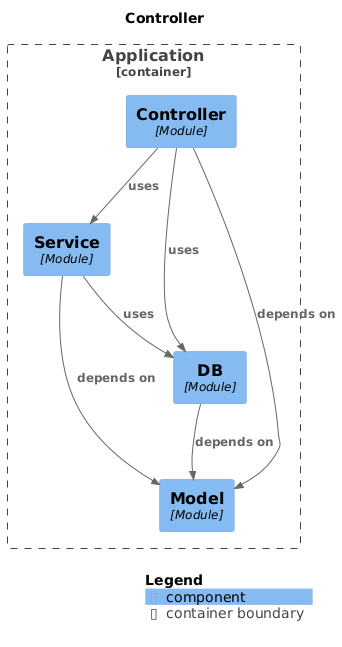 Controller
Application
[container]
Controller
[Module]
uses
Service
[Module]
uses
depends on
uses
DB
[Module]
depends on
depends on
Model
[Module]
Legend
component
container boundary